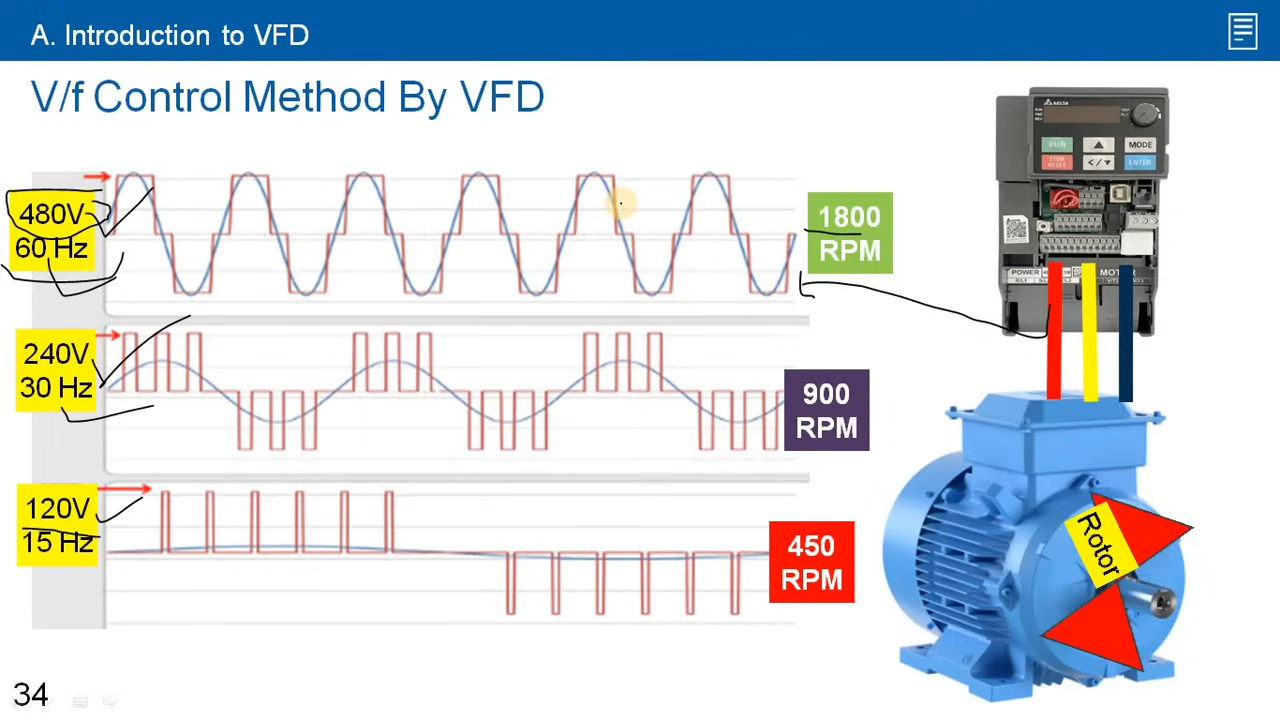 A. Introduction to VFD
V/f Control Method By VFD
480V
60 Hz
1800
RPM
240V
30 Hz
900
RPM
120V
15 Hz
450
RPM
DELTA
RUN
MODE
STOP
RESET
ENTER
POWER
MOTOR
Rotor
34